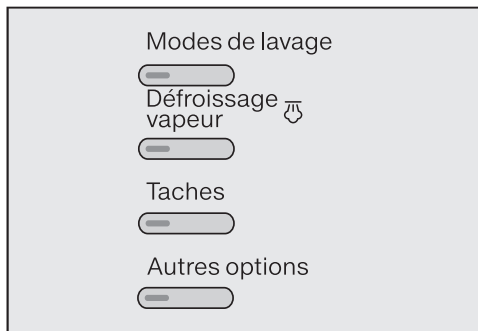 Modes de lavage
Défroissage
vapeur
Taches
Autres options